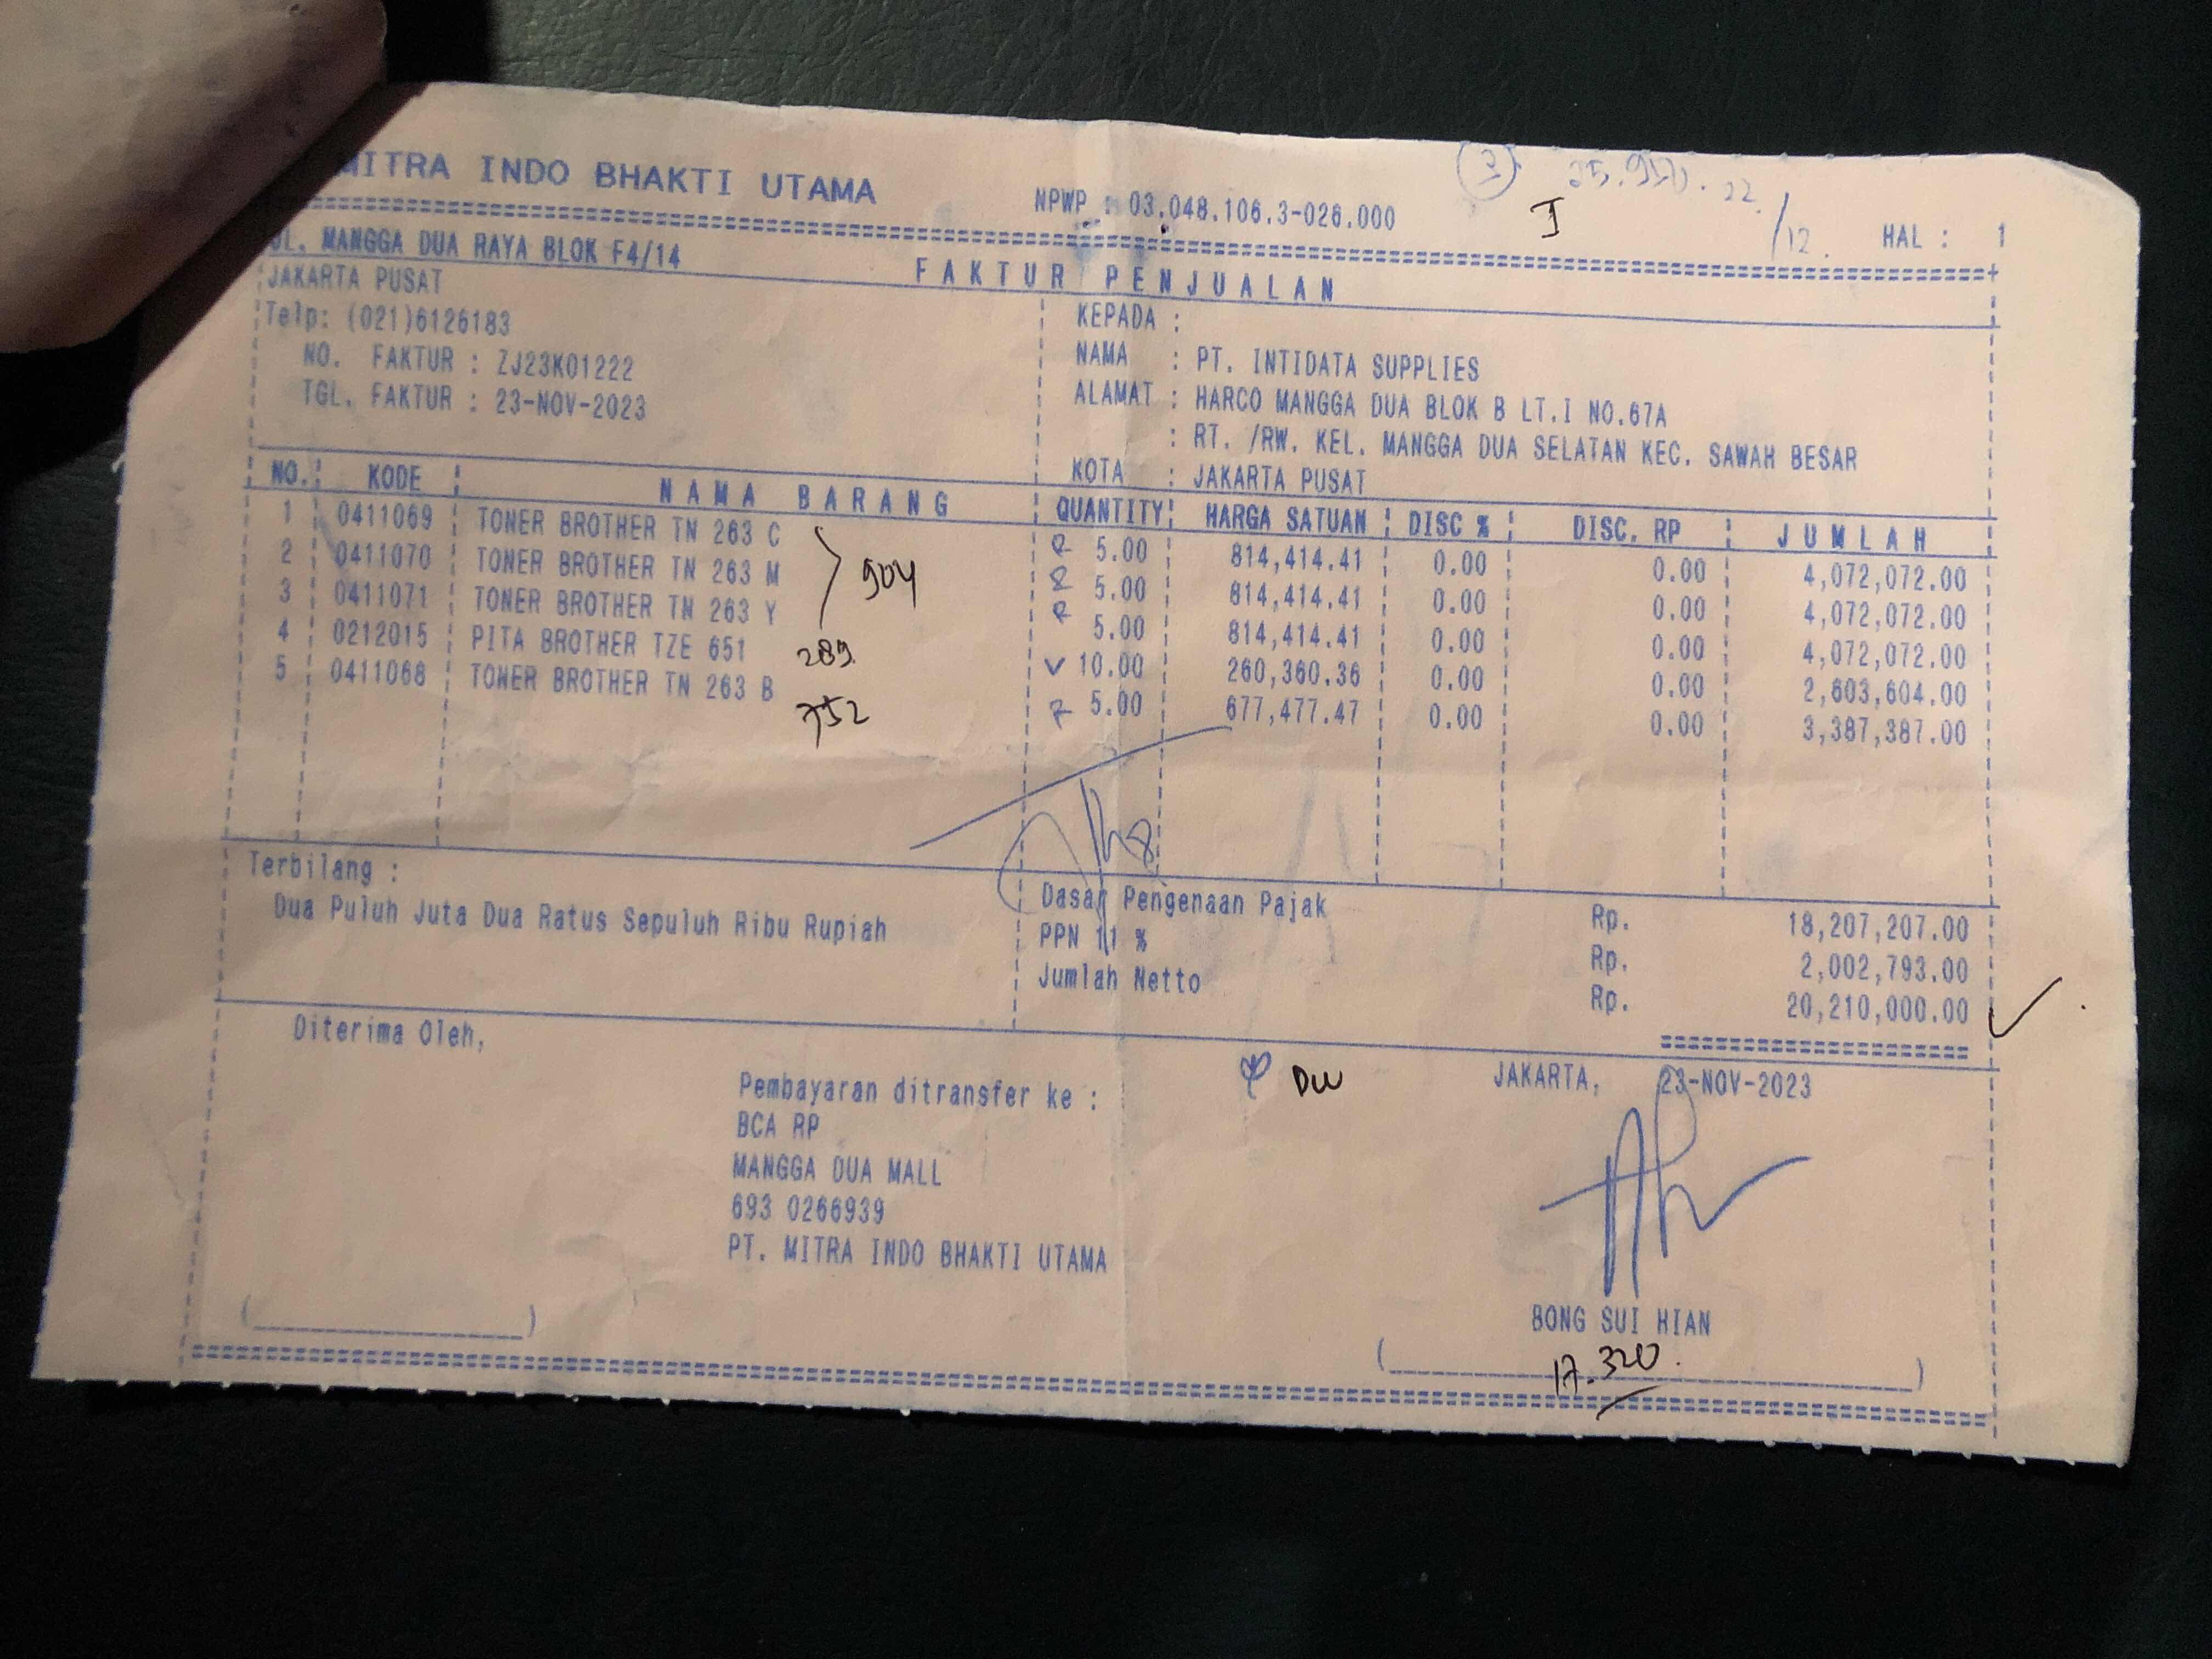 MITRA INDO BHAKTI UTAMA
NPWP : 03.048.106.3-026.000
HAL : 1
JL. MANGGA DUA RAYA BLOK F4/14
JAKARTA PUSAT
Telp: (021)6126183
NO. FAKTUR : ZJ23K01222
TGL. FAKTUR : 23-NOV-2023
FAKTUR PENJUALAN
KEPADA :
NAMA : PT. INTIDATA SUPPLIES
ALAMAT : HARCO MANGGA DUA BLOK B LT.I NO.67A
: RT. /RW. KEL. MANGGA DUA SELATAN KEC. SAWAH BESAR
KOTA : JAKARTA PUSAT
NO. KODE NAMA BARANG QUANTITY HARGA SATUAN DISC % DISC. RP JUMLAH
1 0411069 TONER BROTHER TN 263 C 5.00 814,414.41 0.00 0.00 4,072,072.00
2 0411070 TONER BROTHER TN 263 M 5.00 814,414.41 0.00 0.00 4,072,072.00
904
3 0411071 TONER BROTHER TN 263 Y 5.00 814,414.41 0.00 0.00 4,072,072.00
4 0212015 PITA BROTHER TZE 651 289 10.00 260,360.36 0.00 0.00 2,603,604.00
5 0411068 TONER BROTHER TN 263 B 752 5.00 677,477.47 0.00 0.00 3,387,387.00
Terbilang :
Dua Puluh Juta Dua Ratus Sepuluh Ribu Rupiah
Dasar Pengenaan Pajak Rp. 18,207,207.00
PPN 11 % Rp. 2,002,793.00
Jumlah Netto Rp. 20,210,000.00
Diterima Oleh,
Pembayaran ditransfer ke :
BCA RP
MANGGA DUA MALL
693 0266939
PT. MITRA INDO BHAKTI UTAMA
JAKARTA, 23-NOV-2023
BONG SUI HIAN
17.320.